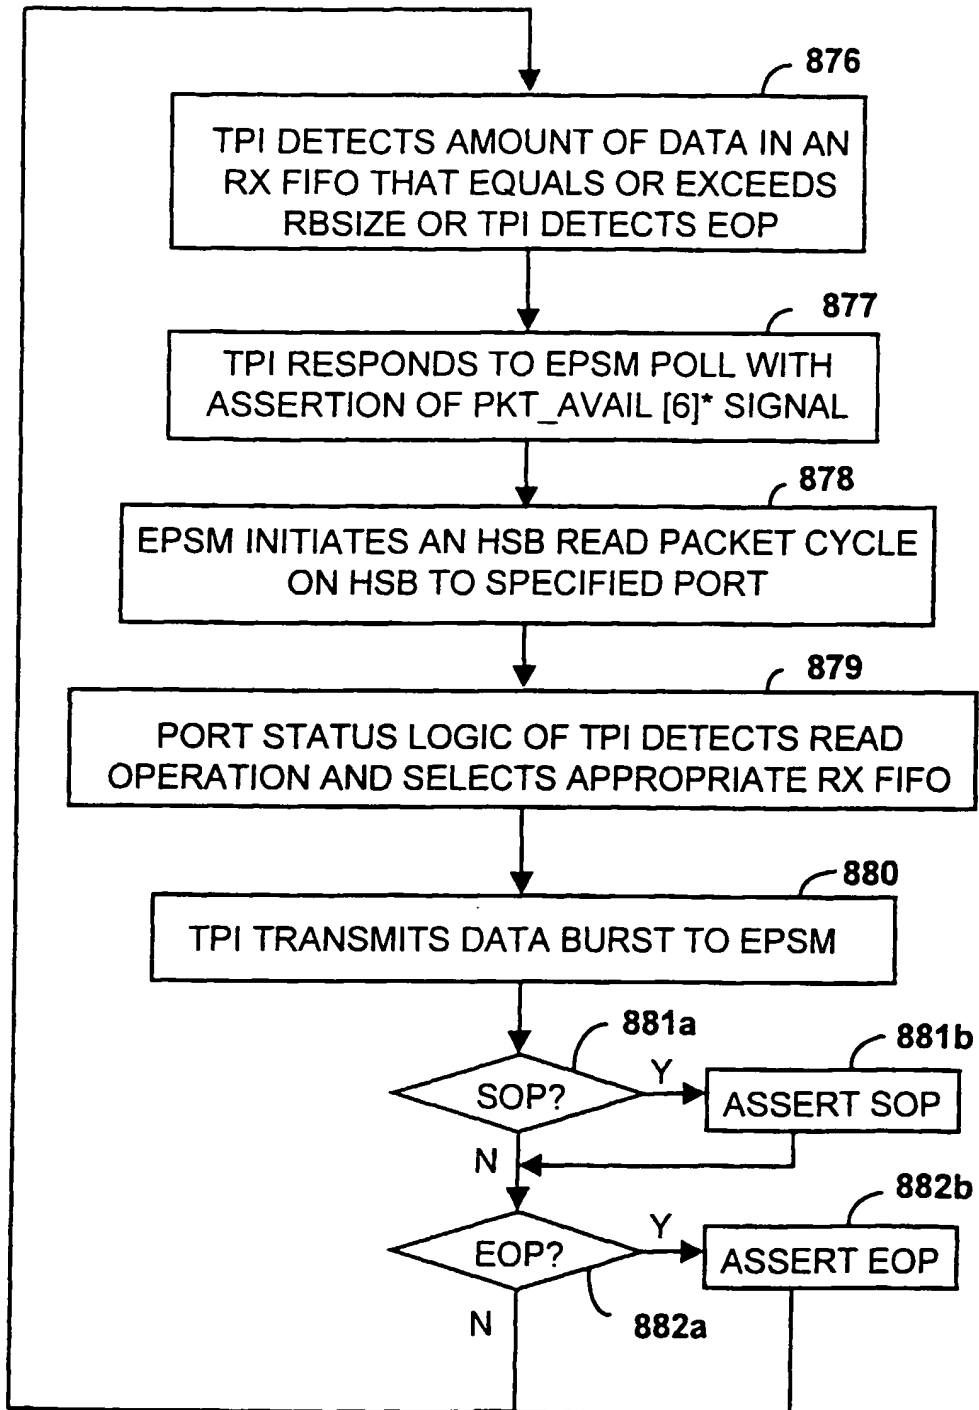 876
TPI DETECTS AMOUNT OF DATA IN AN
RX FIFO THAT EQUALS OR EXCEEDS
RBSIZE OR TPI DETECTS EOP
877
TPI RESPONDS TO EPSM POLL WITH
ASSERTION OF PKT_AVAIL [6]* SIGNAL
878
EPSM INITIATES AN HSB READ PACKET CYCLE
ON HSB TO SPECIFIED PORT
879
PORT STATUS LOGIC OF TPI DETECTS READ
OPERATION AND SELECTS APPROPRIATE RX FIFO
880
TPI TRANSMITS DATA BURST TO EPSM
881a
881b
SOP?
Y
ASSERT SOP
N
882b
EOP?
Y
ASSERT EOP
N
882a